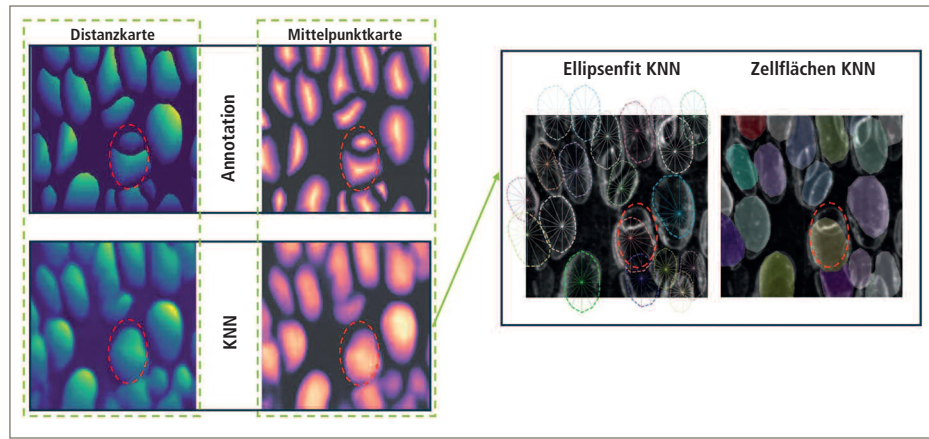 Distanzkarte
Mittelpunktkarte
Annotation
KNN
Ellipsenfit KNN
Zellflächen KNN